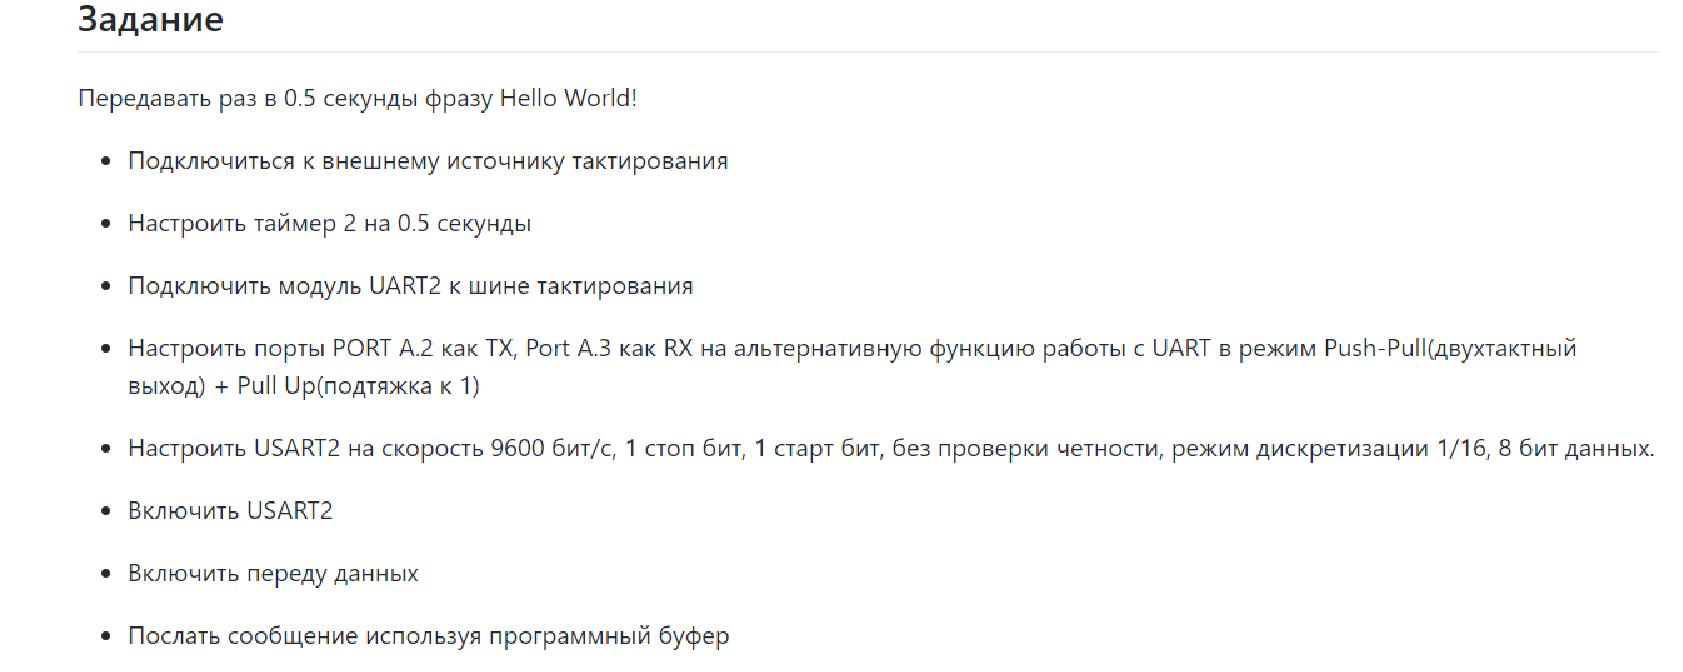 Задание
Передавать раз в 0.5 секунды фразу Hello World!
Подключиться к внешнему источнику тактирования
Настроить таймер 2 на 0.5 секунды
Подключить модуль UART2 к шине тактирования
Настроить порты PORT A.2 как TX, Port A.3 как RX на альтернативную функцию работы с UART в режим Push-Pull(двухтактный
выход) + Pull Up(подтяжка к 1)
Настроить USART2 на скорость 9600 бит/с, 1 стоп бит, 1 старт бит, без проверки четности, режим дискретизации 1/16, 8 бит данных.
Включить USART2
Включить переду данных
Послать сообщение используя программный буфер